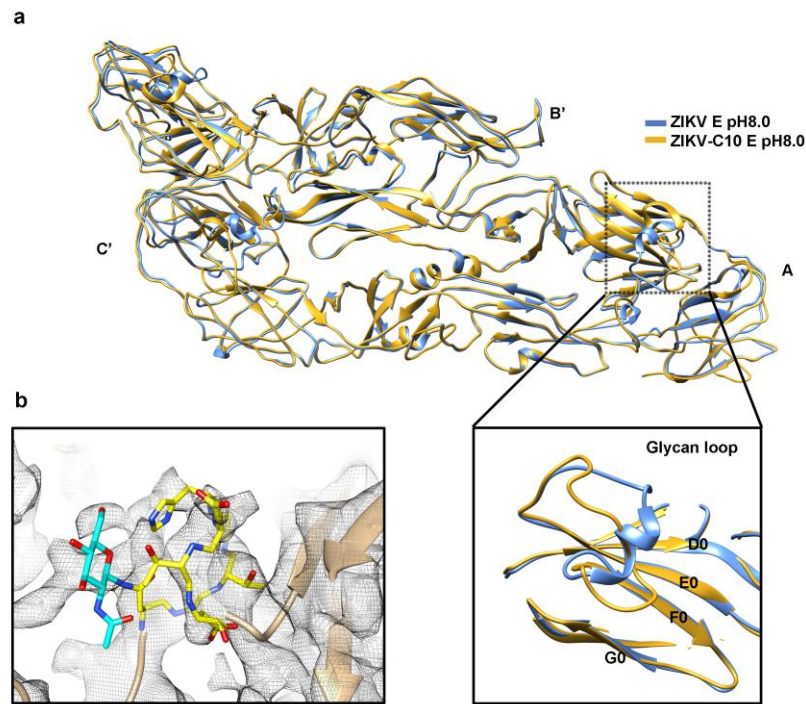 a
B'
ZIKV E pH8.0
ZIKV-C10 E pH8.0
C'
A
b
Glycan loop
D0
E0
F0
G0